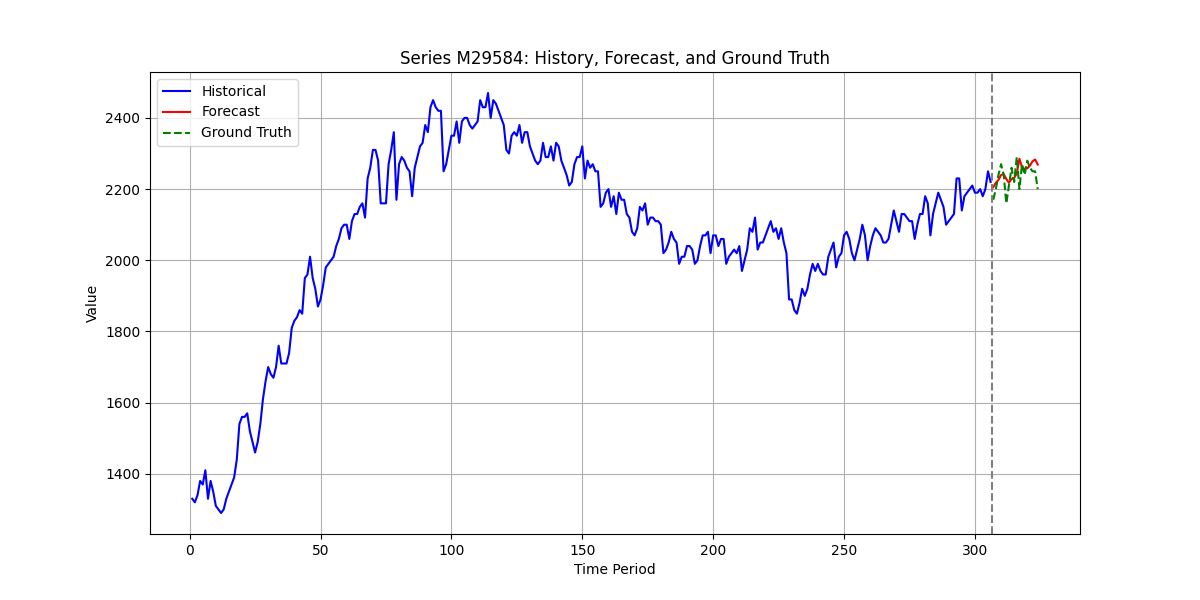 Series M29584: History, Forecast, and Ground Truth
Historical
Forecast
Ground Truth
2400
2200
2000
1800
1600
1400
Value
0 50 100 150 200 250 300
Time Period